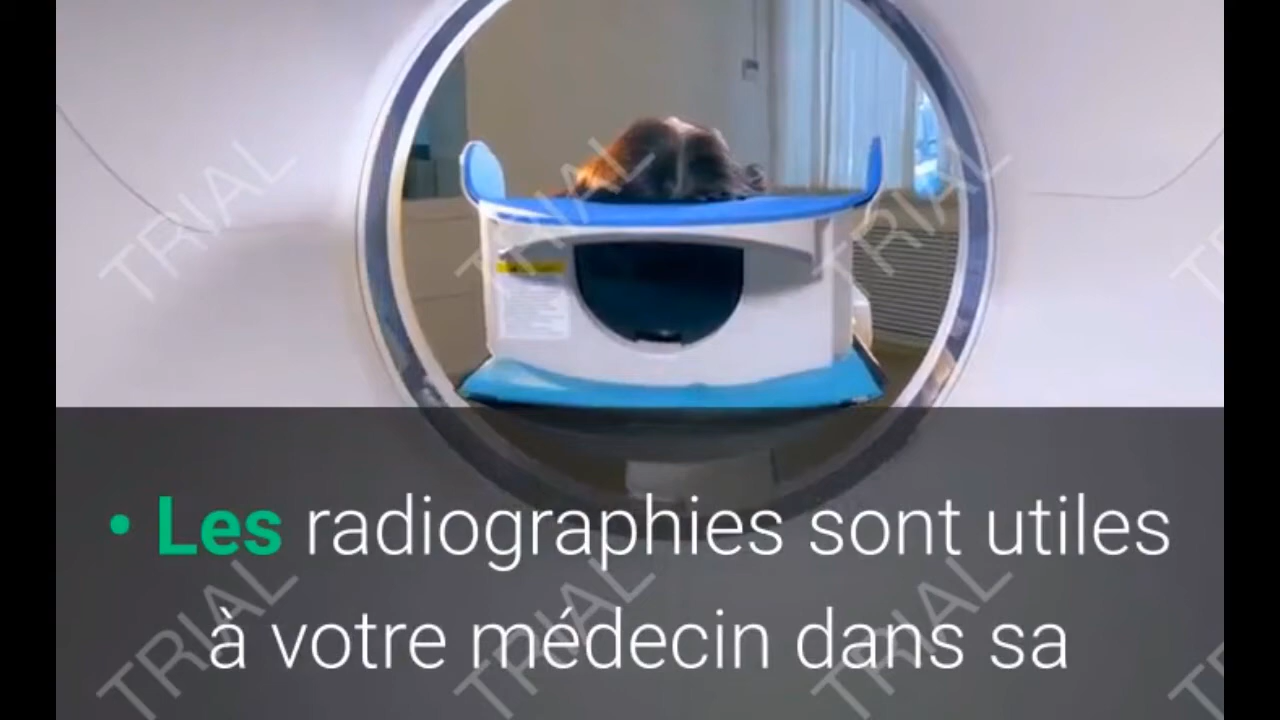 TRIAL TRIAL TRIAL
• Les radiographies sont utiles
à votre médecin dans sa
TRIAL TRIAL TRIAL